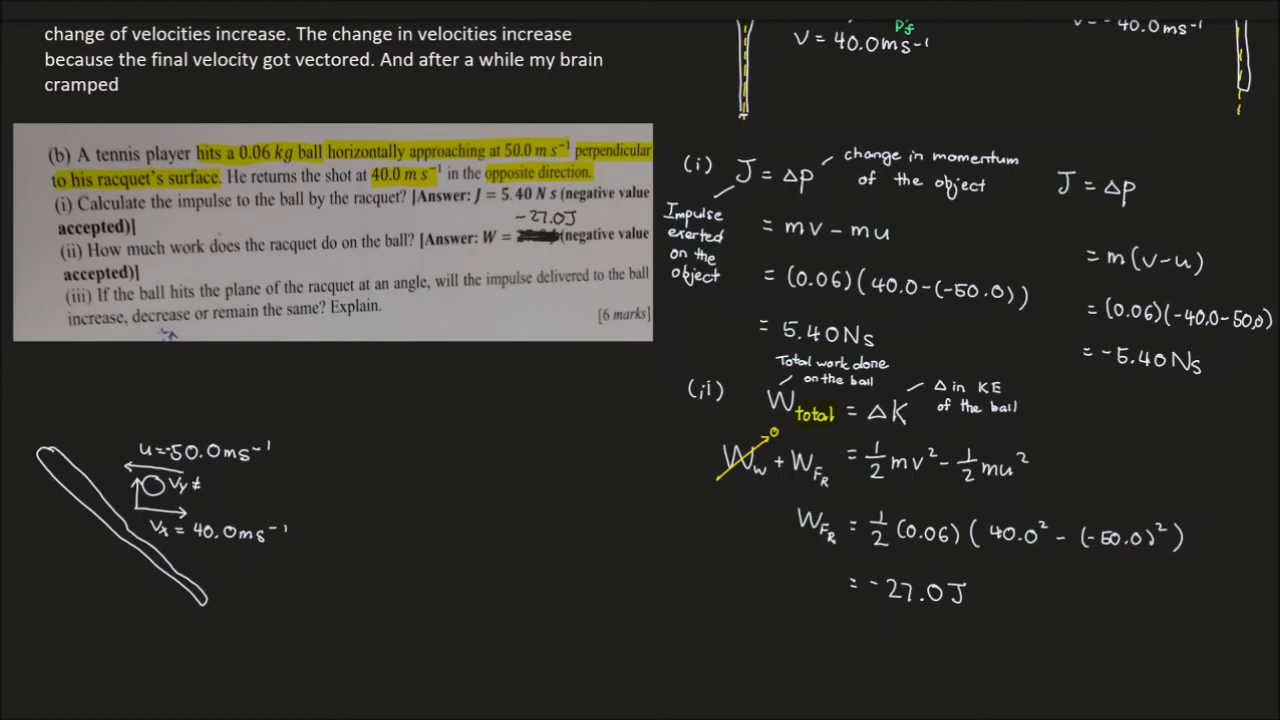 change of velocities increase. The change in velocities increase
because the final velocity got vectored. And after a while my brain
cramped
(b) A tennis player hits a 0.06 kg ball horizontally approaching at 50.0 m s⁻¹ perpendicular
to his racquet's surface. He returns the shot at 40.0 m s⁻¹ in the opposite direction.
(i) Calculate the impulse to the ball by the racquet? [Answer: J = 5.40 N s (negative value
accepted)]
-27.0J
(ii) How much work does the racquet do on the ball? [Answer: W = (negative value
accepted)]
(iii) If the ball hits the plane of the racquet at an angle, will the impulse delivered to the ball
increase, decrease or remain the same? Explain.
[6 marks]
u=-50.0ms⁻¹
Vy ≠
Vx = 40.0ms⁻¹
Pf
V = 40.0ms⁻¹
V = -40.0ms⁻¹
(i) J = Δp
change in momentum
of the object
Impulse
exerted
on the
object
= mv - mu
= (0.06)(40.0-(-50.0))
= 5.40Ns
J = Δp
= m(v-u)
= (0.06)(-40.0-50.0)
= -5.40Ns
Total work done
on the ball
(ii) W total = ΔK
Δ in KE
of the ball
0
Ww + WFR = 1/2 mv² - 1/2 mu²
WFR = 1/2 (0.06)(40.0² - (-50.0)²)
= -27.0J